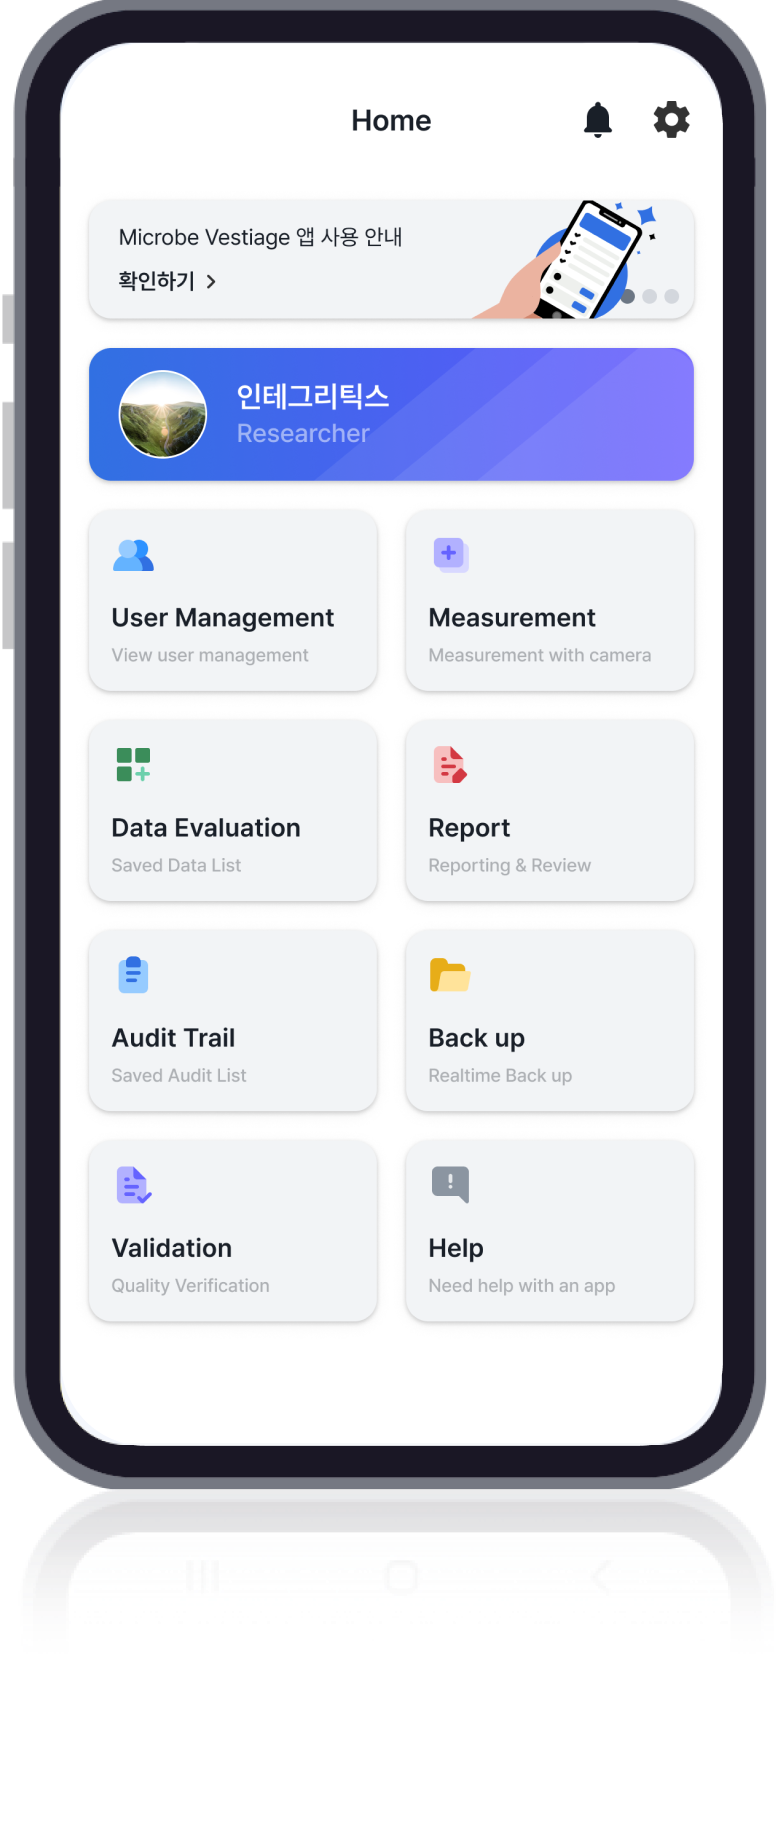 Home
Microbe Vestiage 앱 사용 안내
확인하기
인테그리틱스
Researcher
User Management
View user management
Measurement
Measurement with camera
Data Evaluation
Saved Data List
Report
Reporting & Review
Audit Trail
Saved Audit List
Back up
Realtime Back up
Validation
Quality Verification
Help
Need help with an app